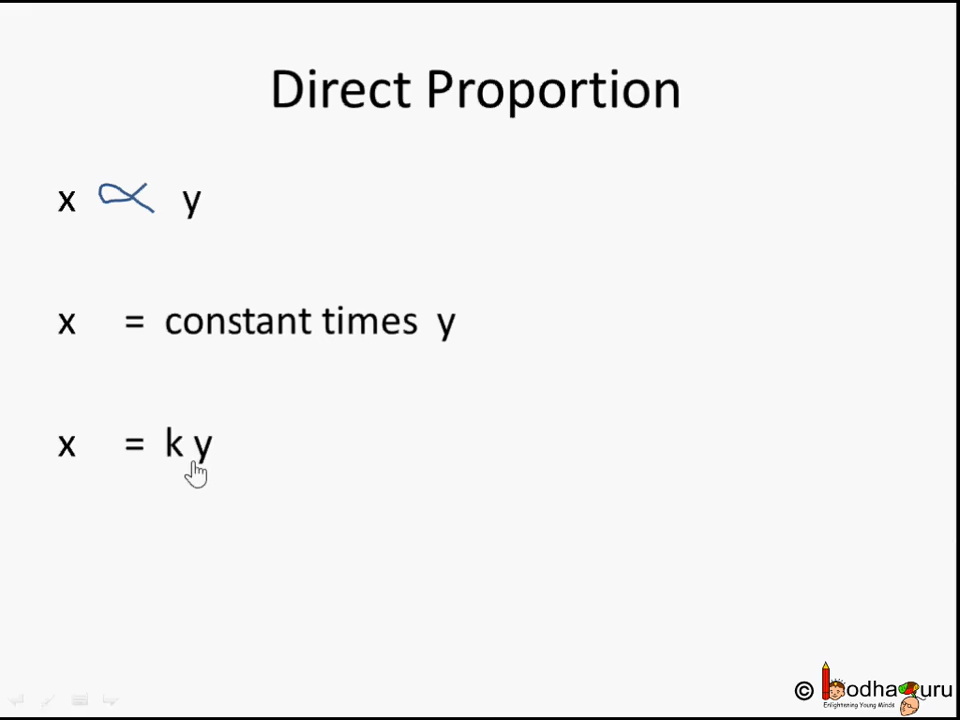 Direct Proportion
x ∝ y
x = constant times y
x = k y
© BodhaGuru
Enlightening Young Minds